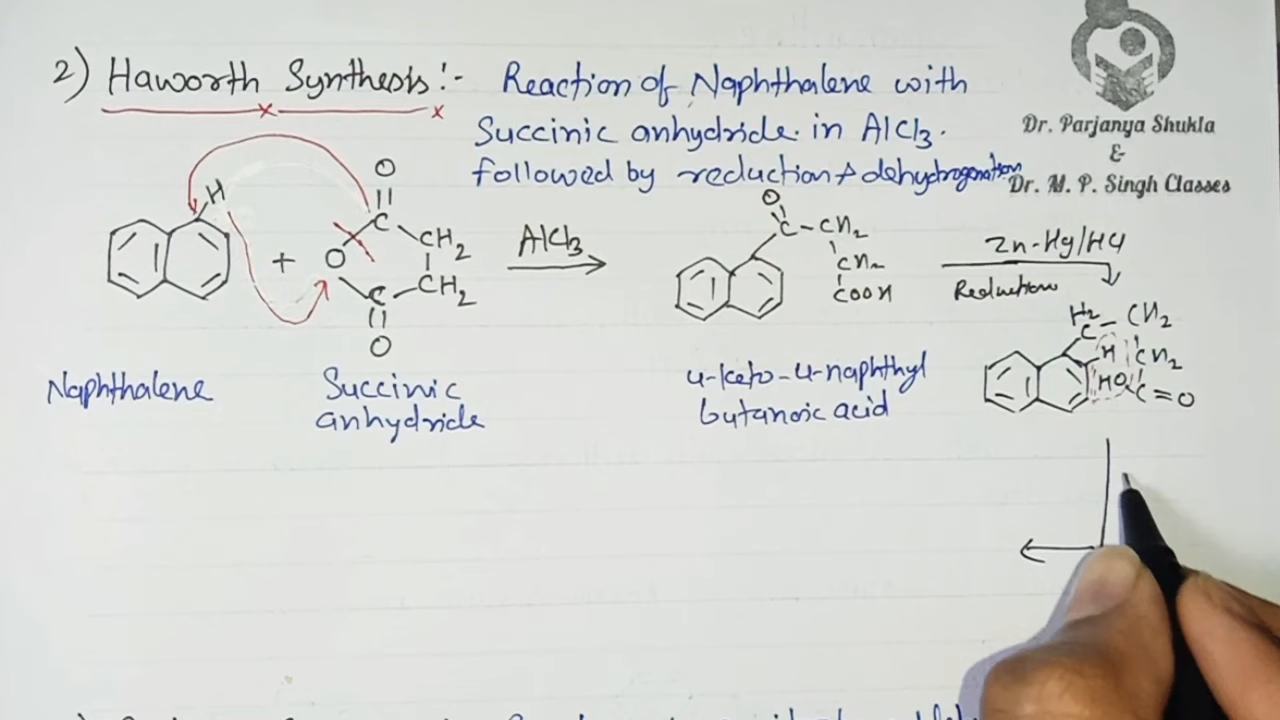 2) Haworth Synthesis:- Reaction of Naphthalene with
Succinic anhydride in AlCl3.
followed by reduction & dehydrogenation
Dr. Parjanya Shukla
&
Dr. M. P. Singh Classes
H
O
C
CH2
CH2
O
C
O
+
AlCl3
O
C-CH2
CH2
COOH
Zn-Hg/HCl
Reduction
H2
C - CH2
H CH2
HO C=O
Naphthalene
Succinic
anhydride
4-keto-4-naphthyl
butanoic acid